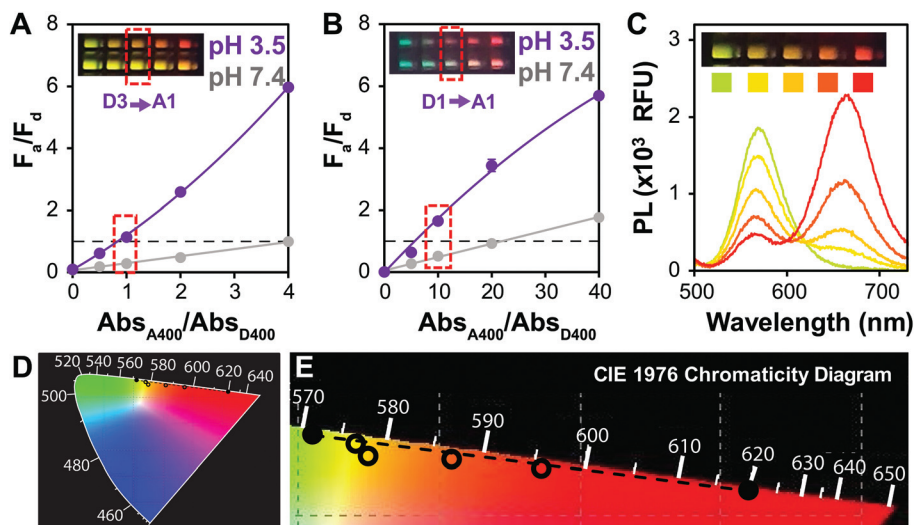 A
8
6
4
2
0
F_a/F_d
pH 3.5
pH 7.4
D3→A1
0
1
2
3
4
Abs_A400/Abs_D400
B
8
6
4
2
0
F_a/F_d
pH 3.5
pH 7.4
D1→A1
0
10
20
30
40
Abs_A400/Abs_D400
C
3
2
1
0
PL (x10³ RFU)
500
600
700
Wavelength (nm)
D
520
540
560
580
600
640
500
480
460
E
CIE 1976 Chromaticity Diagram
570
580
590
600
610
620
630
640
650